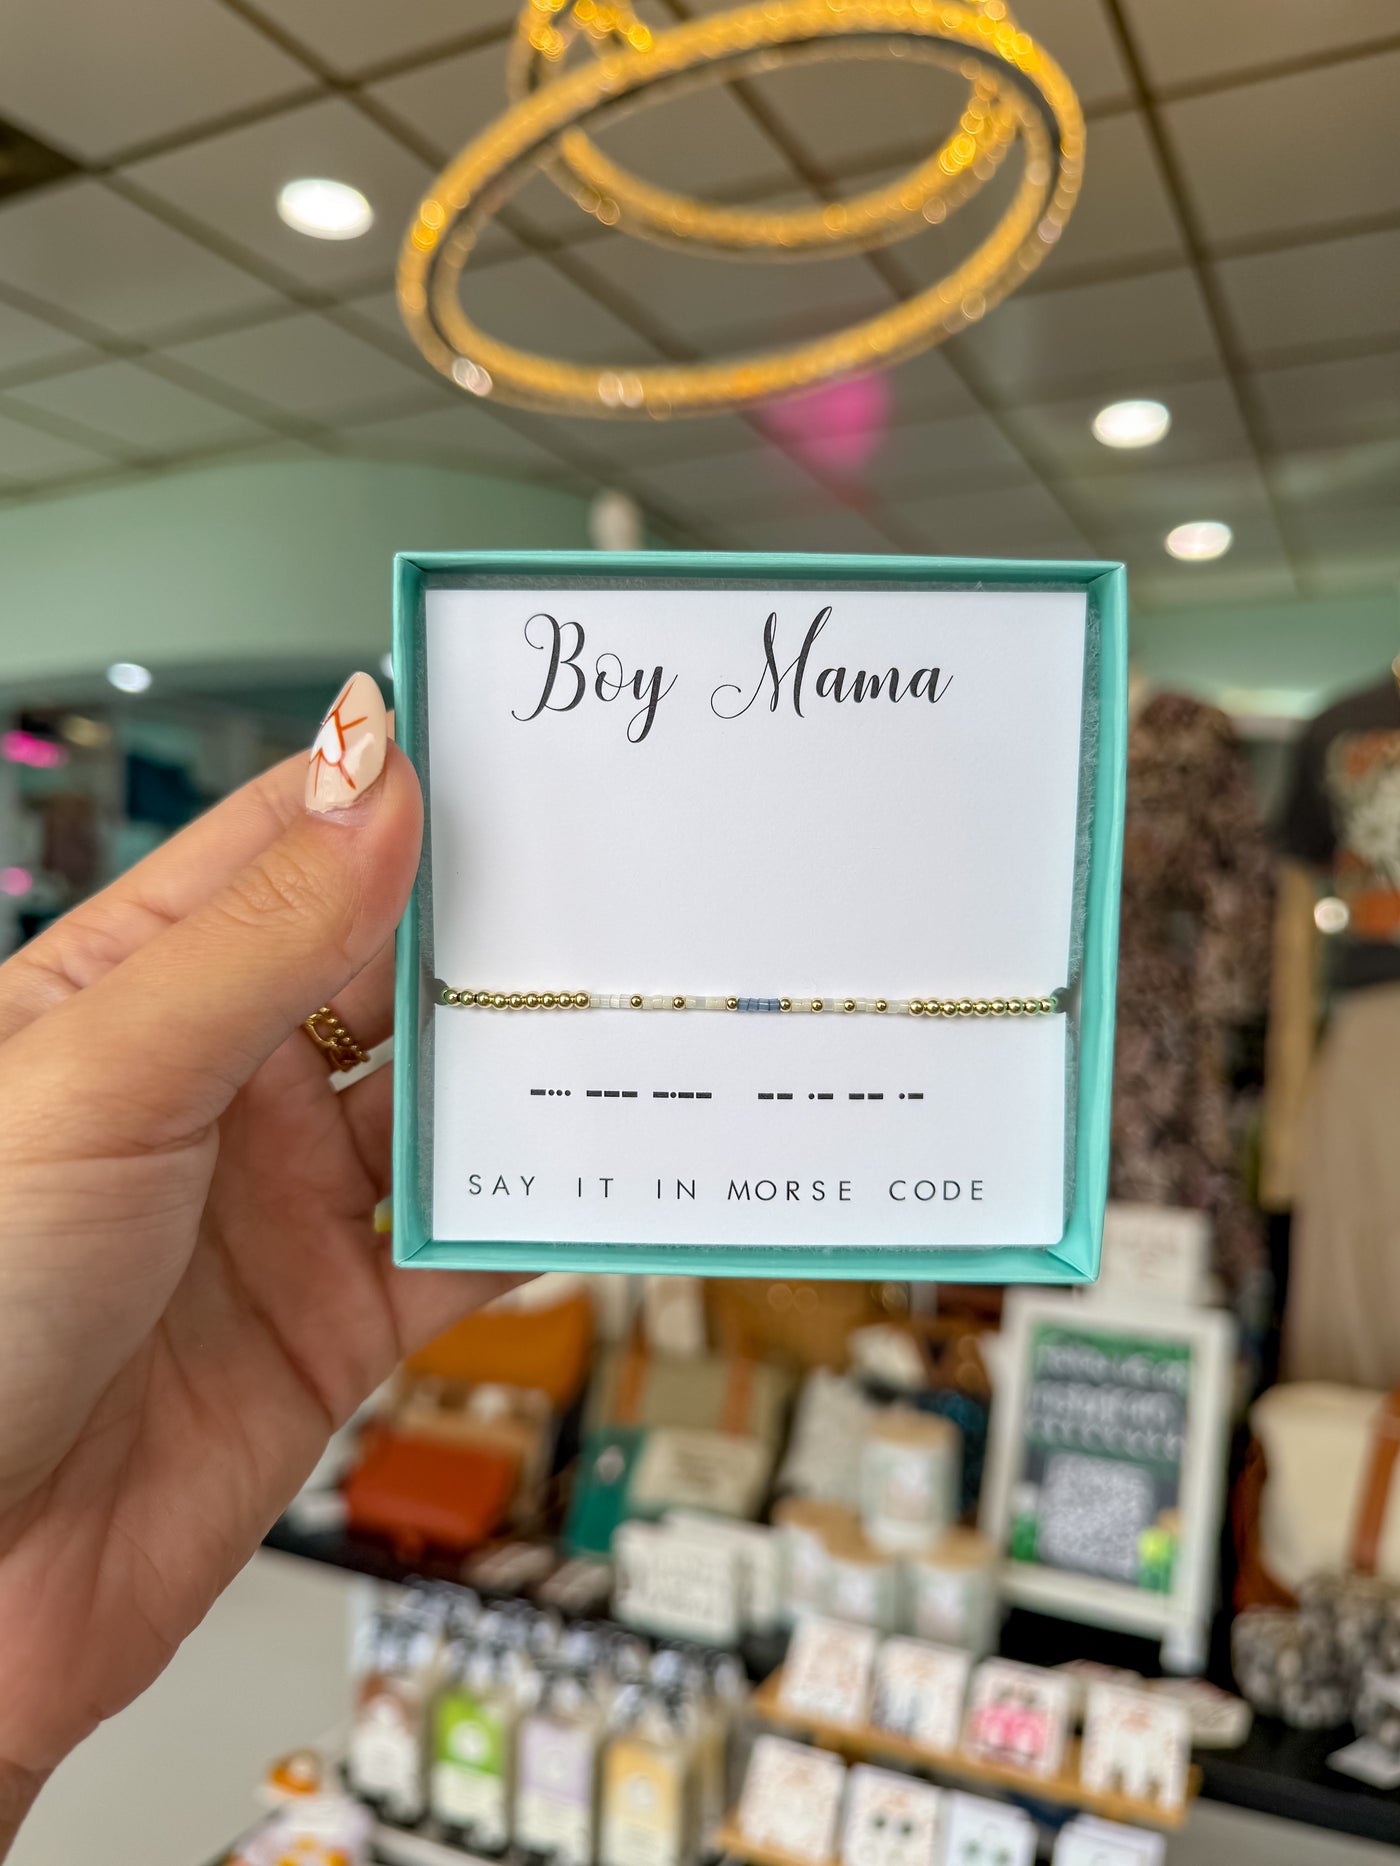 Boy Mama
-··· --- -·-- -- ·- -- ·-
SAY IT IN MORSE CODE